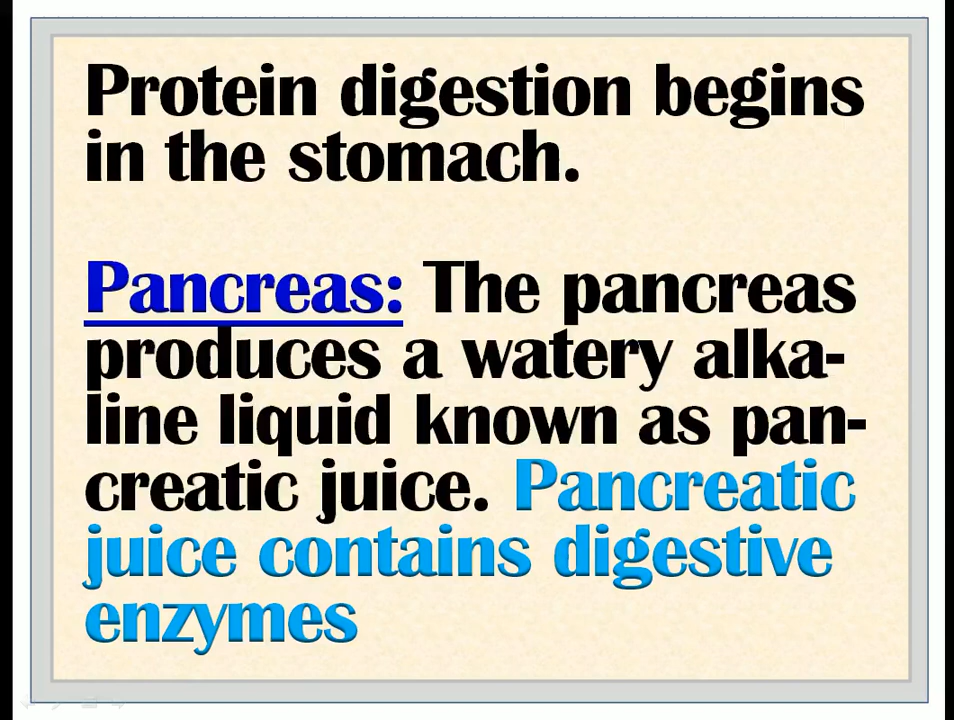 Protein digestion begins
in the stomach.
Pancreas: The pancreas
produces a watery alka-
line liquid known as pan-
creatic juice. Pancreatic
juice contains digestive
enzymes